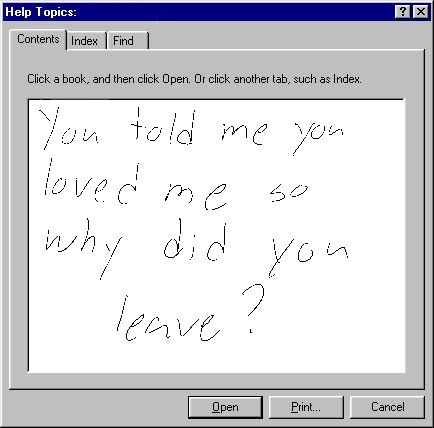 Help Topics:
Contents Index Find
Click a book, and then click Open. Or click another tab, such as Index.
You told me you
loved me so
why did you
leave?
Open Print... Cancel